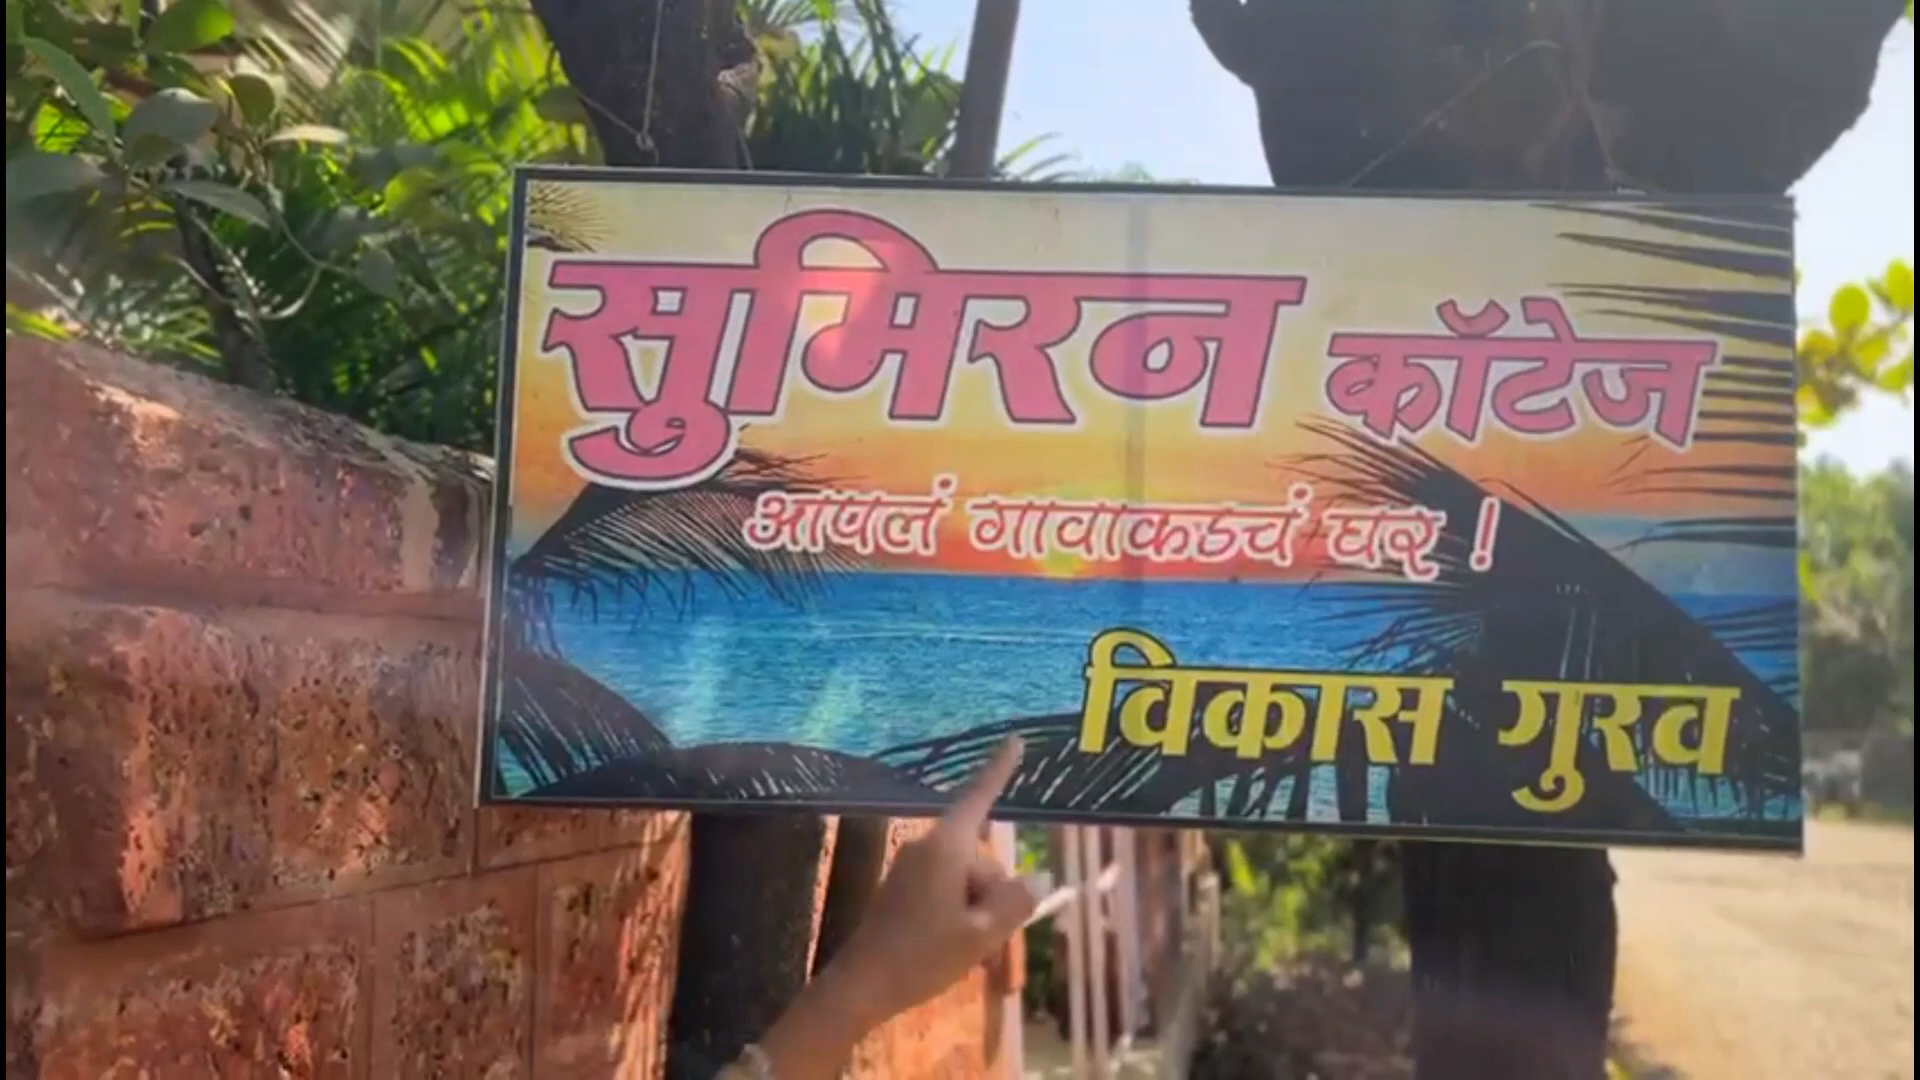 सुमिरन कॉटेज
आपलं गावाकडचं घर !
विकास गुरव